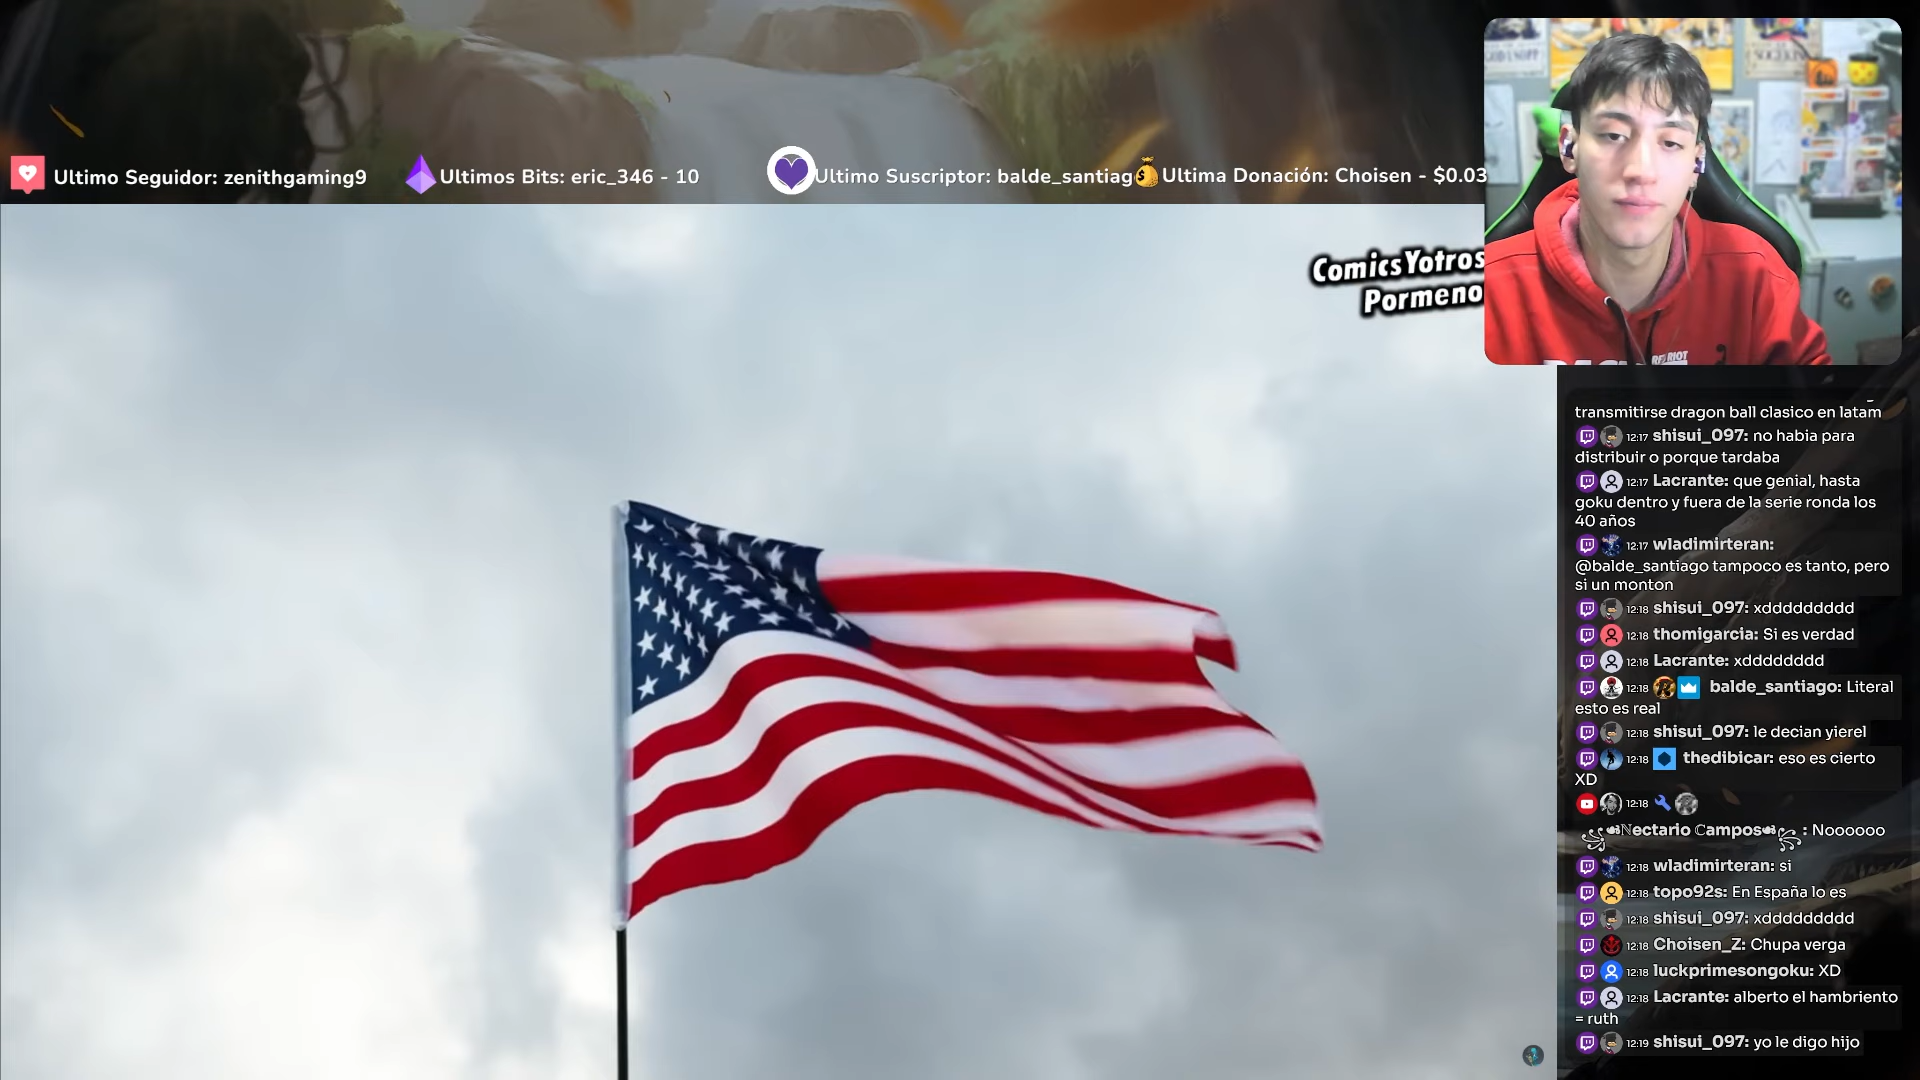 Ultimo Seguidor: zenithgaming9
Ultimos Bits: eric_346 - 10
Ultimo Suscriptor: balde_santiag
Ultima Donación: Choisen - $0.03
ComicsYotros
Pormeno
RED RIOT
transmitirse dragon ball clasico en latam
12:17 shisui_097: no habia para
distribuir o porque tardaba
12:17 Lacrante: que genial, hasta
goku dentro y fuera de la serie ronda los
40 años
12:17 wladimirteran:
@balde_santiago tampoco es tanto, pero
si un monton
12:18 shisui_097: xddddddddd
12:18 thomigarcia: Si es verdad
12:18 Lacrante: xdddddddd
12:18 balde_santiago: Literal
esto es real
12:18 shisui_097: le decian yierel
12:18 thedibicar: eso es cierto
XD
12:18
Nectario ℂampos : Noooooo
12:18 wladimirteran: si
12:18 topo92s: En España lo es
12:18 shisui_097: xddddddddd
12:18 Choisen_Z: Chupa verga
12:18 luckprimesongoku: XD
12:18 Lacrante: alberto el hambriento
= ruth
12:19 shisui_097: yo le digo hijo